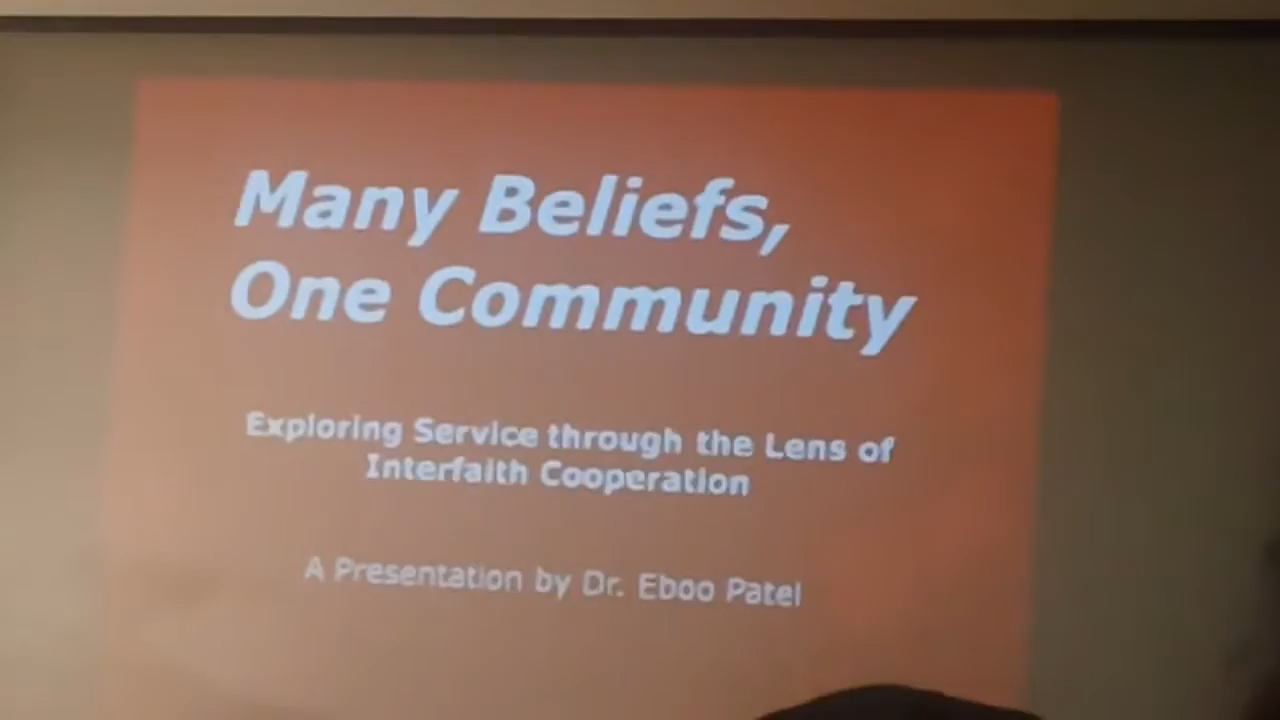 Many Beliefs,
One Community
Exploring Service through the Lens of
Interfaith Cooperation
A Presentation by Dr. Eboo Patel